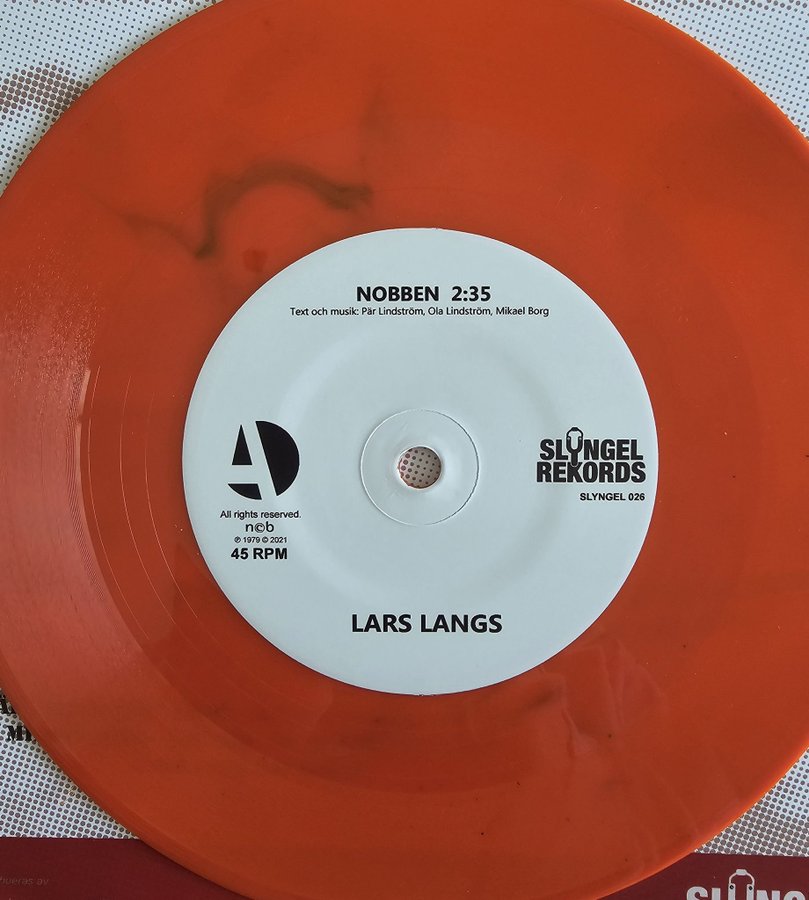 NOBBEN 2:35
Text och musik: Pär Lindström, Ola Lindström, Mikael Borg
A
SLYNGEL
REKORDS
SLYNGEL 026
All rights reserved.
n©b
℗ 1979 © 2021
45 RPM
LARS LANGS